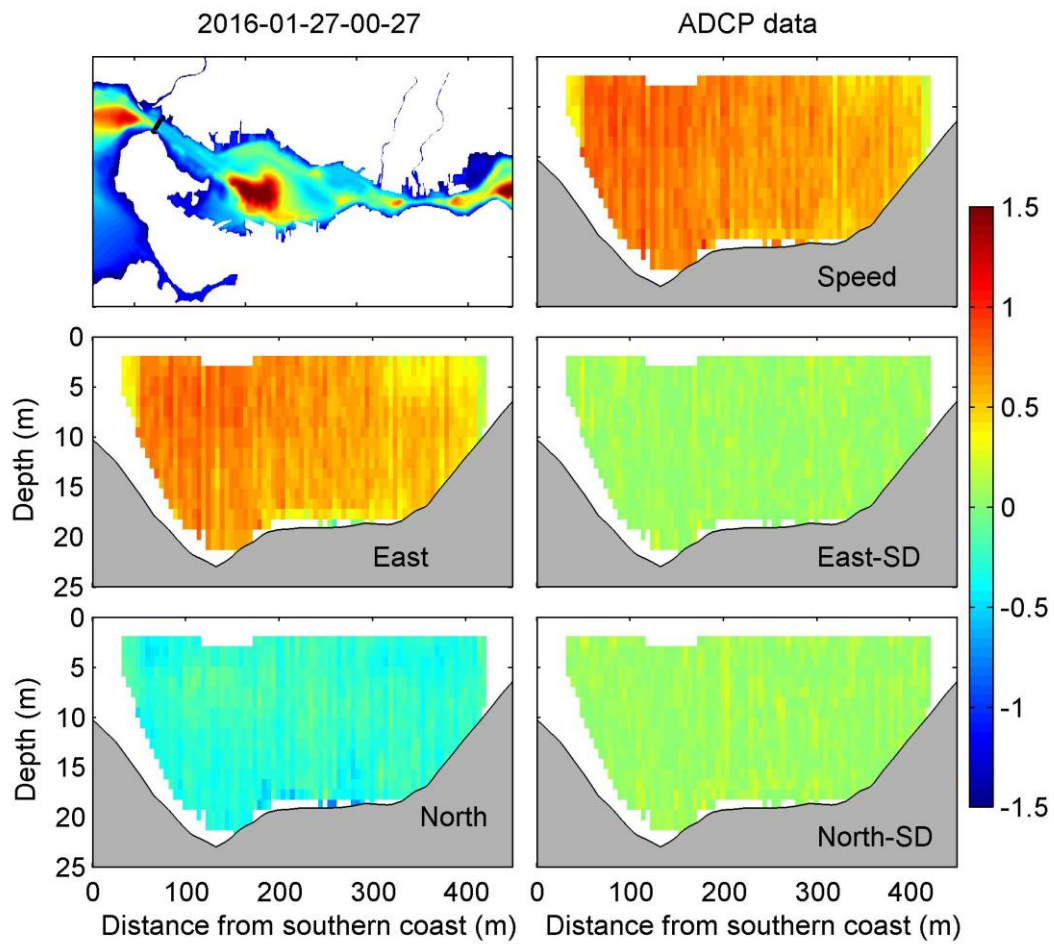 2016-01-27-00-27
ADCP data
Speed
1.5
1
0.5
0
-0.5
-1
-1.5
0
5
10
15
20
25
Depth (m)
East
East-SD
0
5
10
15
20
25
Depth (m)
North
North-SD
0 100 200 300 400
0 100 200 300 400
Distance from southern coast (m)
Distance from southern coast (m)